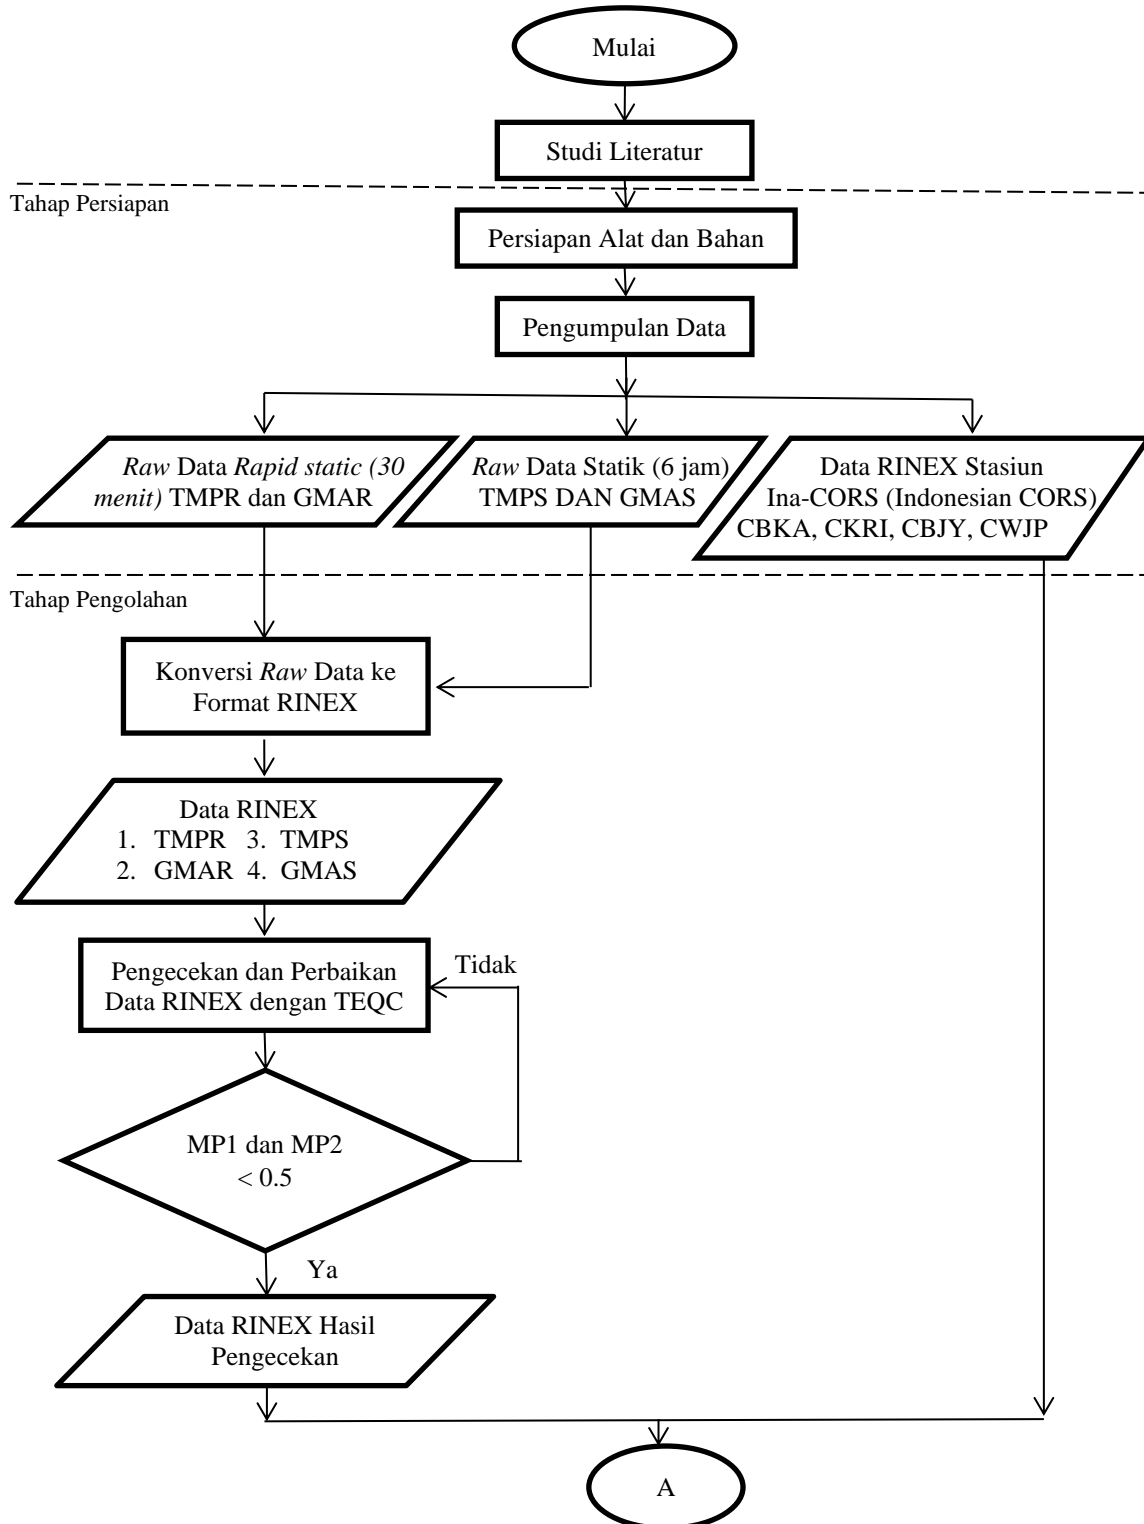 Mulai
Studi Literatur
Tahap Persiapan
Persiapan Alat dan Bahan
Pengumpulan Data
Raw Data Rapid static (30
menit) TMPR dan GMAR
Raw Data Statik (6 jam)
TMPS DAN GMAS
Data RINEX Stasiun
Ina-CORS (Indonesian CORS)
CBKA, CKRI, CBJY, CWJP
Tahap Pengolahan
Konversi Raw Data ke
Format RINEX
Data RINEX
1. TMPR 3. TMPS
2. GMAR 4. GMAS
Pengecekan dan Perbaikan
Data RINEX dengan TEQC
Tidak
MP1 dan MP2
< 0.5
Ya
Data RINEX Hasil
Pengecekan
A